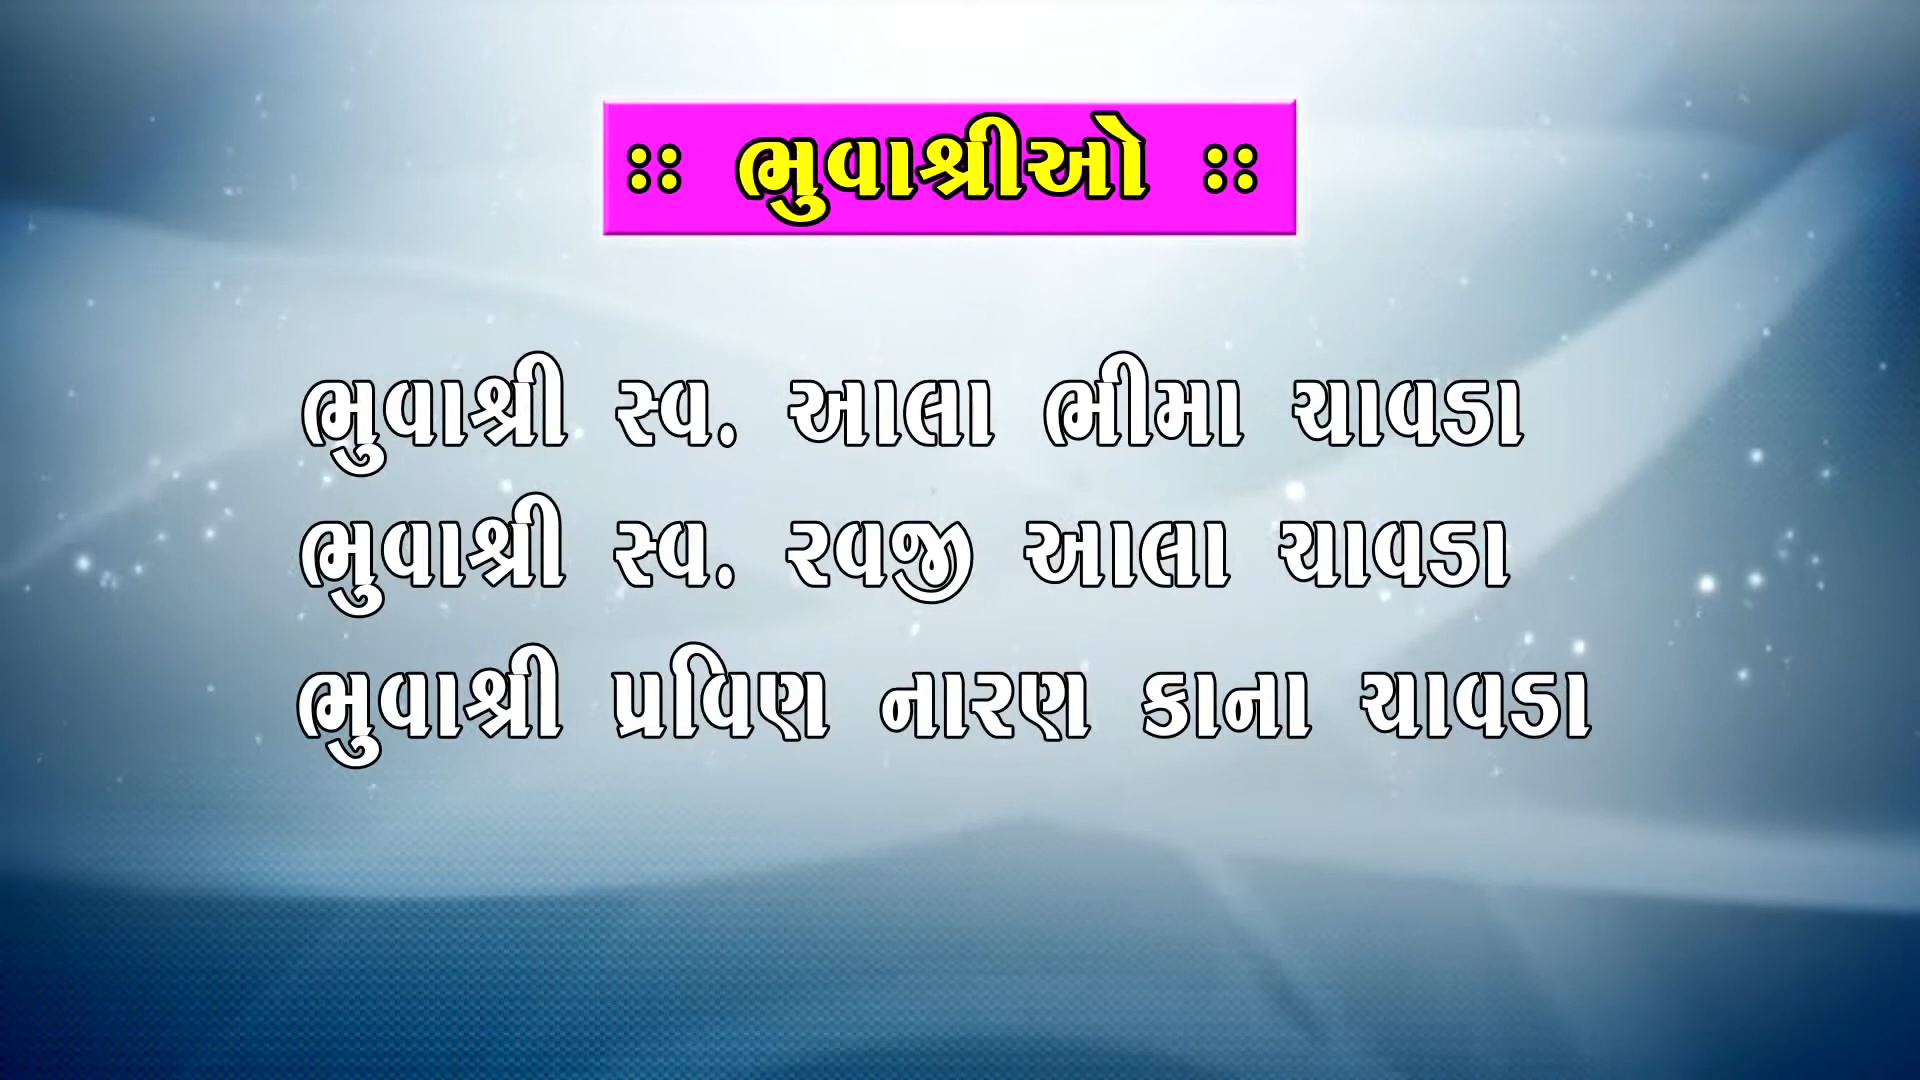 :: ભુવાશ્રીઓ ::
ભુવાશ્રી સ્વ. આલા ભીમા ચાવડા
ભુવાશ્રી સ્વ. રવજી આલા ચાવડા
ભુવાશ્રી પ્રવિણ નારણ કાના ચાવડા